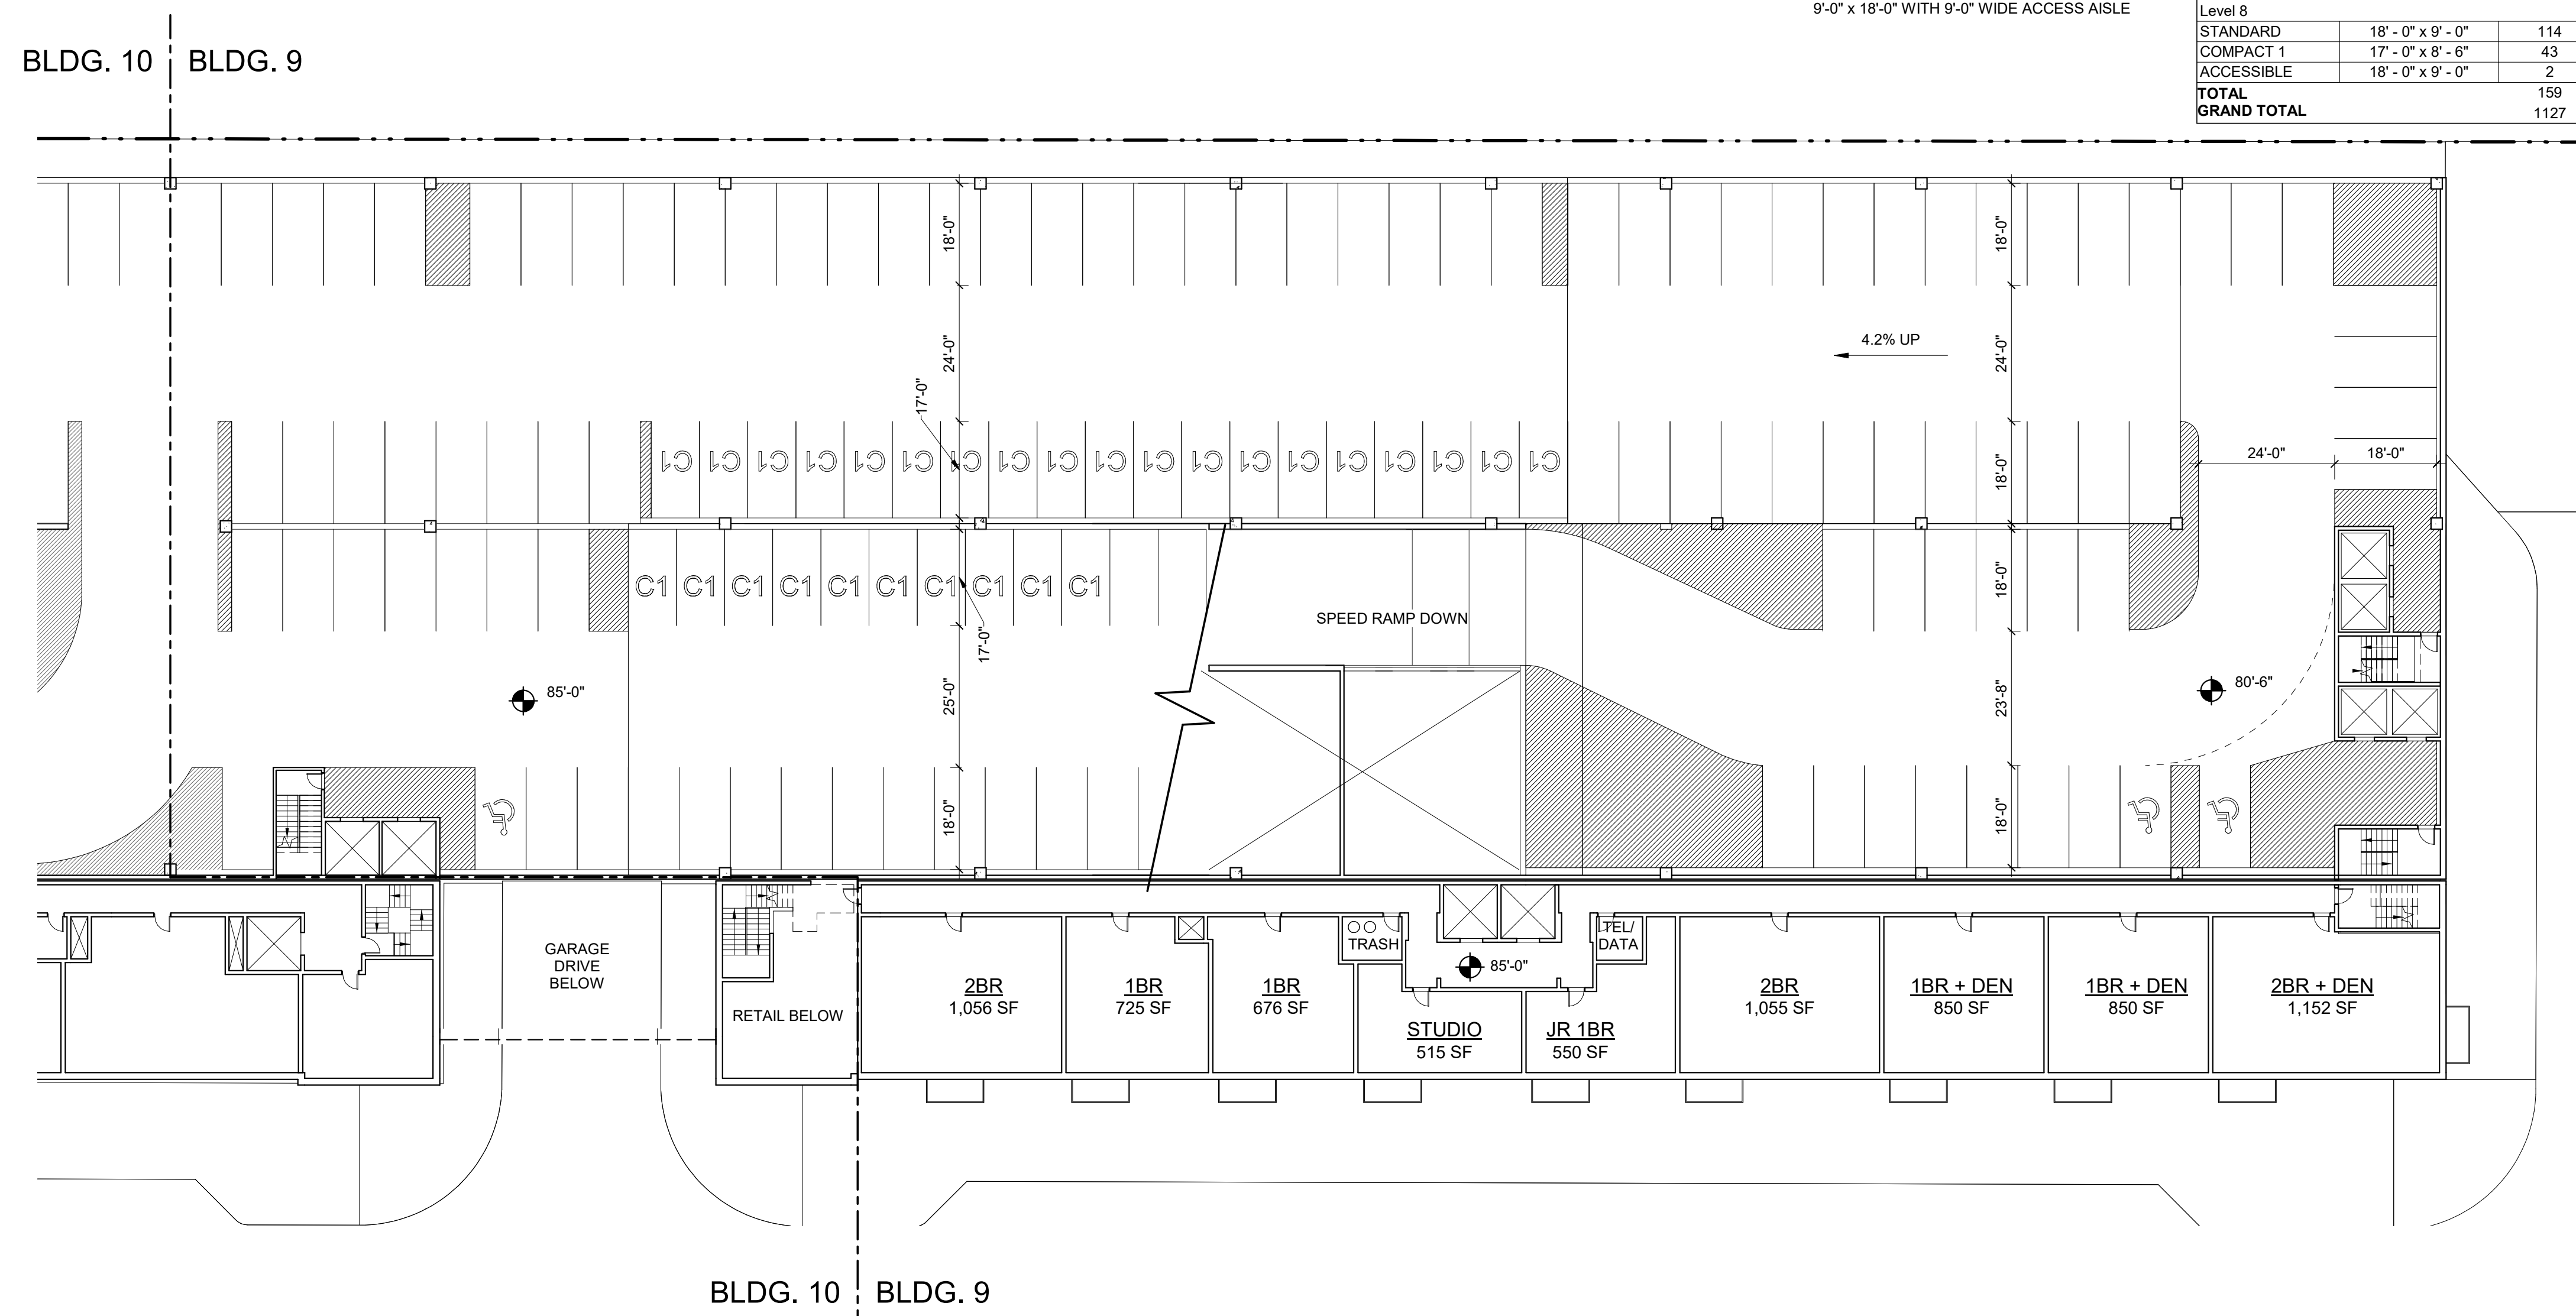 9'-0" x 18'-0" WITH 9'-0" WIDE ACCESS AISLE
Level 8
STANDARD 18' - 0" x 9' - 0" 114
COMPACT 1 17' - 0" x 8' - 6" 43
ACCESSIBLE 18' - 0" x 9' - 0" 2
TOTAL 159
GRAND TOTAL 1127
BLDG. 10 BLDG. 9
18'-0"
18'-0"
24'-0"
4.2% UP
24'-0"
17'-0"
C1 C1 C1 C1 C1 C1 C1 C1 C1 C1 C1 C1 C1 C1 C1 C1 C1 C1 C1
18'-0"
24'-0"
18'-0"
C1 C1 C1 C1 C1 C1 C1 C1 C1 C1
18'-0"
17'-0"
SPEED RAMP DOWN
85'-0"
25'-0"
23'-8"
80'-6"
18'-0"
18'-0"
GARAGE
DRIVE
BELOW
RETAIL BELOW
2BR
1,056 SF
1BR
725 SF
1BR
676 SF
TRASH
85'-0"
TEL/
DATA
STUDIO
515 SF
JR 1BR
550 SF
2BR
1,055 SF
1BR + DEN
850 SF
1BR + DEN
850 SF
2BR + DEN
1,152 SF
BLDG. 10 BLDG. 9